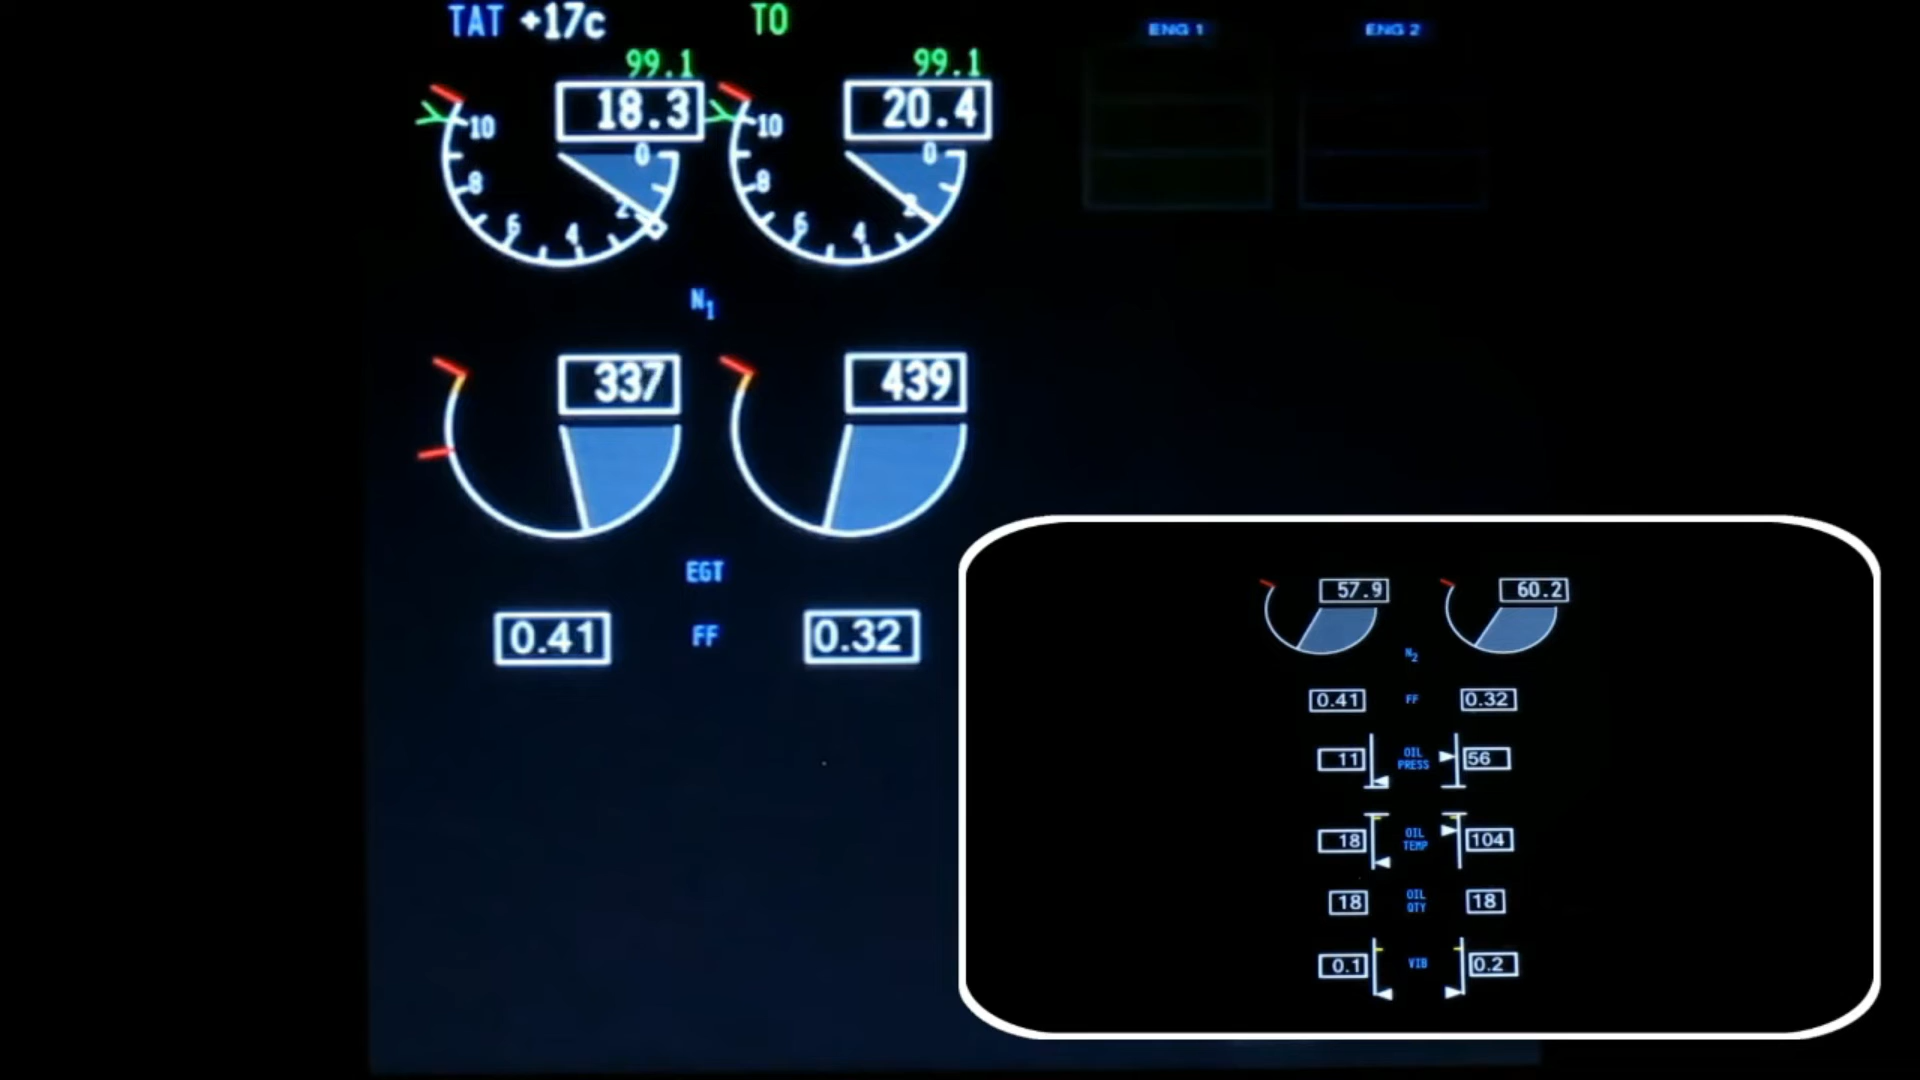 TAT +17c TO
99.1 99.1
18.3 20.4
10 0 10 0
8 2 8 2
6 4 6 4
N1
337 439
EGT
0.41 FF 0.32
ENG 1 ENG 2
57.9 60.2
N2
0.41 FF 0.32
11 OIL PRESS 56
18 OIL TEMP 104
18 OIL QTY 18
0.1 VIB 0.2